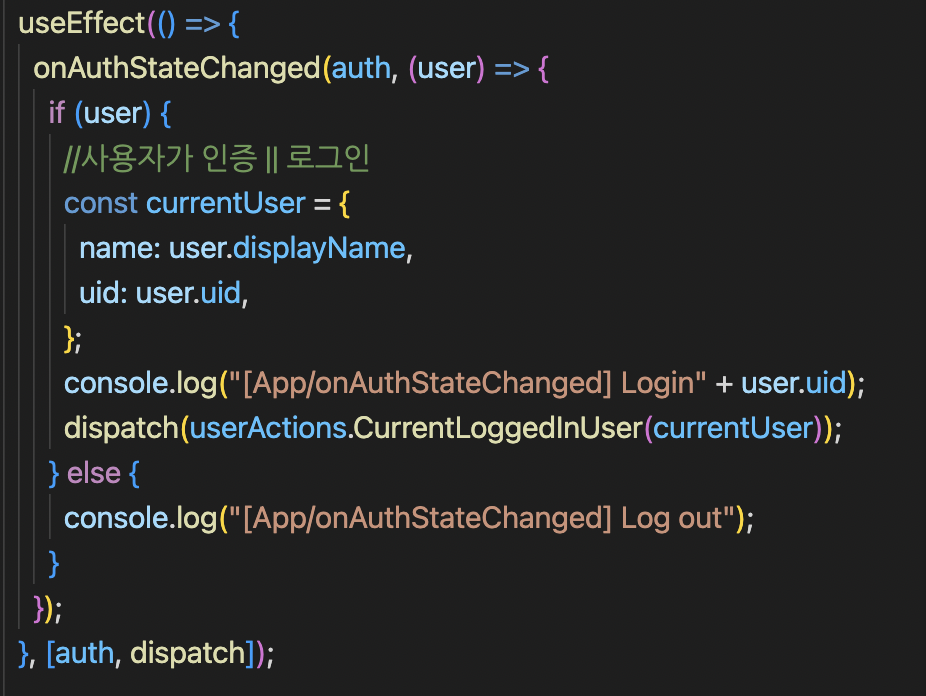 useEffect(() => {
onAuthStateChanged(auth, (user) => {
if (user) {
//사용자가 인증 || 로그인
const currentUser = {
name: user.displayName,
uid: user.uid,
};
console.log("[App/onAuthStateChanged] Login" + user.uid);
dispatch(userActions.CurrentLoggedInUser(currentUser));
} else {
console.log("[App/onAuthStateChanged] Log out");
}
});
}, [auth, dispatch]);